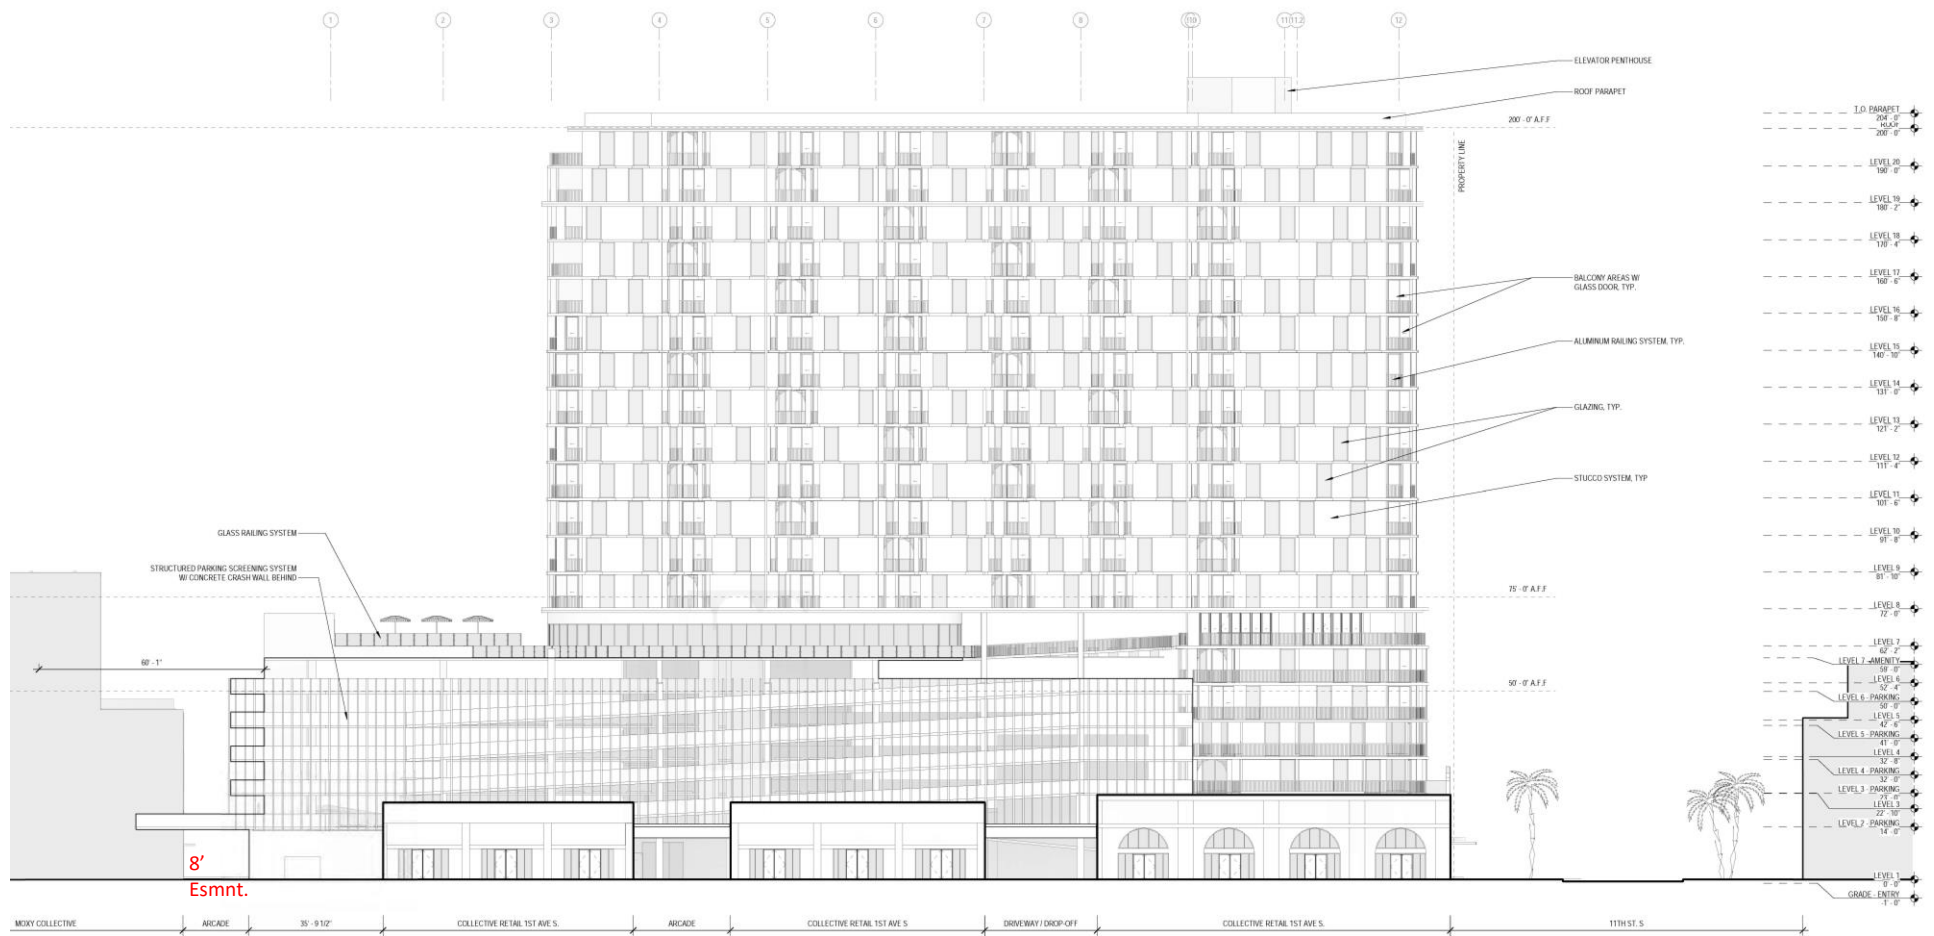 1 2 3 4 5 6 7 8 10 11 11.2 12
ELEVATOR PENTHOUSE
ROOF PARAPET
200' - 0" A.F.F
PROPERTY LINE
T.O. PARAPET
204' - 0"
ROOF
200' - 0"
LEVEL 20
190' - 0"
LEVEL 19
180' - 2"
LEVEL 18
170' - 4"
LEVEL 17
160' - 6"
LEVEL 16
150' - 8"
LEVEL 15
140' - 10"
LEVEL 14
131' - 0"
LEVEL 13
121' - 2"
LEVEL 12
111' - 4"
LEVEL 11
101' - 6"
LEVEL 10
91' - 8"
LEVEL 9
81' - 10"
LEVEL 8
72' - 0"
LEVEL 7
62' - 2"
LEVEL 7 - AMENITY
59' - 0"
LEVEL 6
52' - 4"
LEVEL 6 - PARKING
50' - 0"
LEVEL 5
42' - 6"
LEVEL 5 - PARKING
41' - 0"
LEVEL 4
32' - 8"
LEVEL 4 - PARKING
32' - 0"
LEVEL 3 - PARKING
23' - 0"
LEVEL 3
22' - 10"
LEVEL 2 - PARKING
14' - 0"
LEVEL 1
0' - 0"
GRADE - ENTRY
-1' - 0"
BALCONY AREAS W/
GLASS DOOR, TYP.
ALUMINUM RAILING SYSTEM, TYP.
GLAZING, TYP.
STUCCO SYSTEM, TYP
75' - 0" A.F.F
50' - 0" A.F.F
GLASS RAILING SYSTEM
STRUCTURED PARKING SCREENING SYSTEM
W/ CONCRETE CRASH WALL BEHIND
60' - 1"
8'
Esmnt.
MOXY COLLECTIVE
ARCADE
35' - 9 1/2"
COLLECTIVE RETAIL 1ST AVE S.
ARCADE
COLLECTIVE RETAIL 1ST AVE S
DRIVEWAY / DROP-OFF
COLLECTIVE RETAIL 1ST AVE S.
11TH ST. S